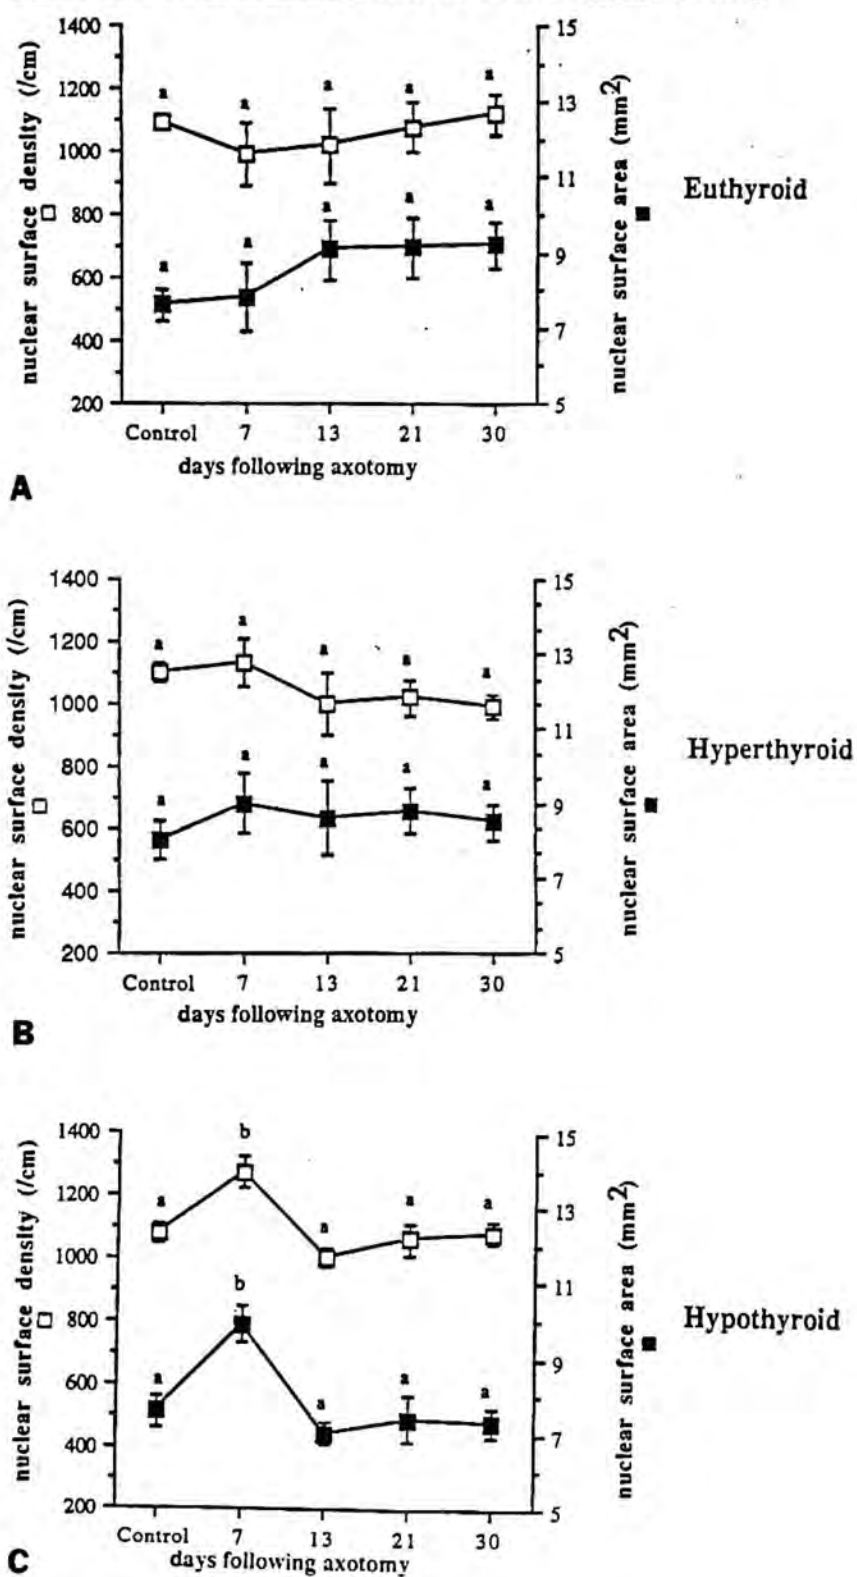 1400
1200
1000
800
600
400
200
nuclear surface density (/cm)
a a a a a
a a a a a
15
13
11
9
7
5
nuclear surface area (mm2)
Euthyroid
Control 7 13 21 30
days following axotomy
A
1400
1200
1000
800
600
400
200
nuclear surface density (/cm)
a a a a a
a a a a a
15
13
11
9
7
5
nuclear surface area (mm2)
Hyperthyroid
Control 7 13 21 30
days following axotomy
B
1400
1200
1000
800
600
400
200
nuclear surface density (/cm)
a b a a a
a b a a a
15
13
11
9
7
5
nuclear surface area (mm2)
Hypothyroid
Control 7 13 21 30
days following axotomy
C